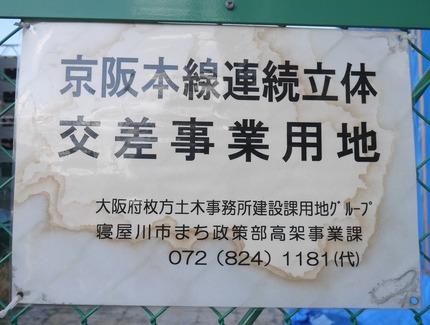 京阪本線連続立体
交差事業用地
大阪府枚方土木事務所建設課用地ｸﾞﾙｰﾌﾟ
寝屋川市まち政策部高架事業課
072（824）1181(代)